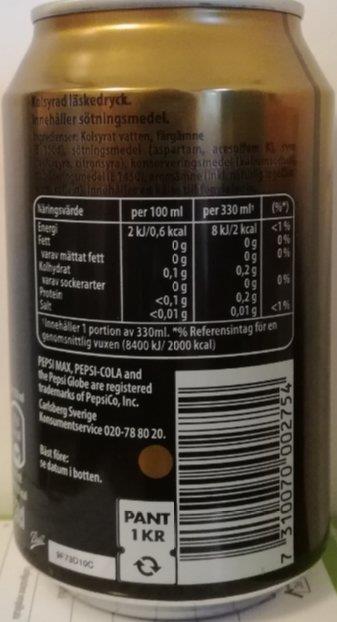 Kolsyrad läskedryck.
Innehåller sötningsmedel.
Ingredienser: Kolsyrat vatten, färgämne
sötningsmedel (aspartam, acesulfam K), syror
citronsyra), konserveringsmedel
Näringsvärde per 100 ml per 330 ml¹ (%*)
Energi 2 kJ/0,6 kcal 8 kJ/2 kcal <1%
Fett 0 g 0 g 0%
varav mättat fett 0 g 0 g 0%
Kolhydrat 0,1 g 0,2 g
varav sockerarter 0 g 0 g 0%
Protein <0,1 g 0,2 g
Salt <0,01 g 0,01 g <1%
¹Innehåller 1 portion av 330ml. *% Referensintag för en
genomsnittlig vuxen (8400 kJ/ 2000 kcal)
PEPSI MAX, PEPSI-COLA and
the Pepsi Globe are registered
trademarks of PepsiCo, Inc.
Carlsberg Sverige
Konsumentservice 020-78 80 20.
Bäst före:
se datum i botten.
PANT
1 KR
9F73D10C
7 310070 002754